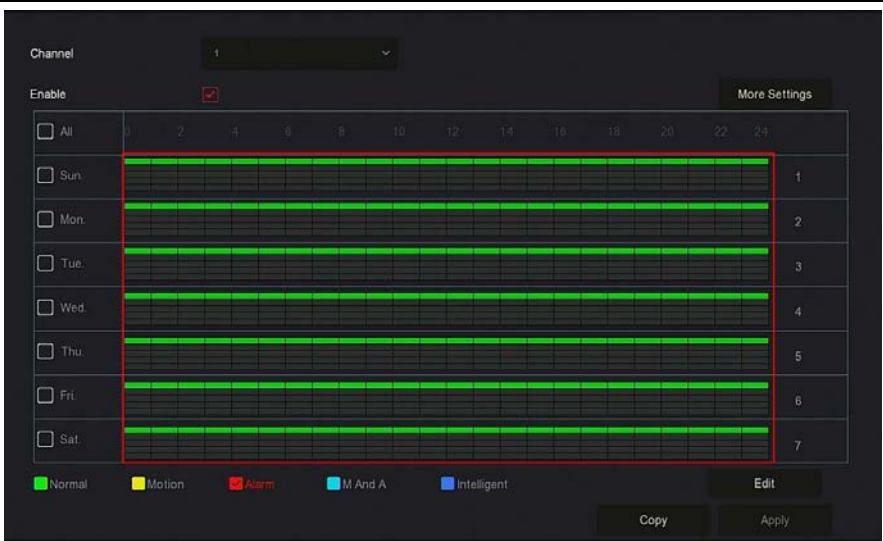 Channel 1
Enable More Settings
All 0 2 4 6 8 10 12 14 16 18 20 22 24
Sun. 1
Mon. 2
Tue. 3
Wed. 4
Thu. 5
Fri. 6
Sat. 7
Normal Motion Alarm M And A Intelligent Edit
Copy Apply